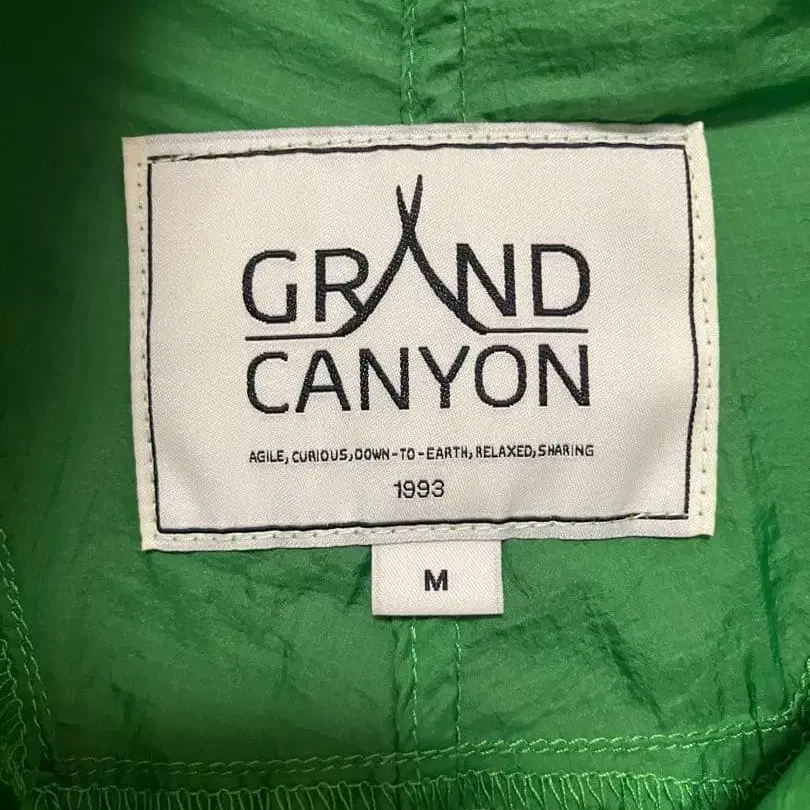 GRAND
CANYON
AGILE, CURIOUS, DOWN-TO-EARTH, RELAXED, SHARING
1993
M